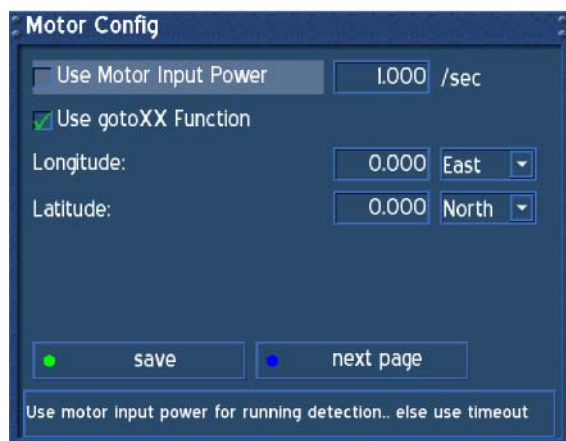 Motor Config
Use Motor Input Power 1.000 /sec
Use gotoXX Function
Longitude: 0.000 East
Latitude: 0.000 North
save next page
Use motor input power for running detection.. else use timeout